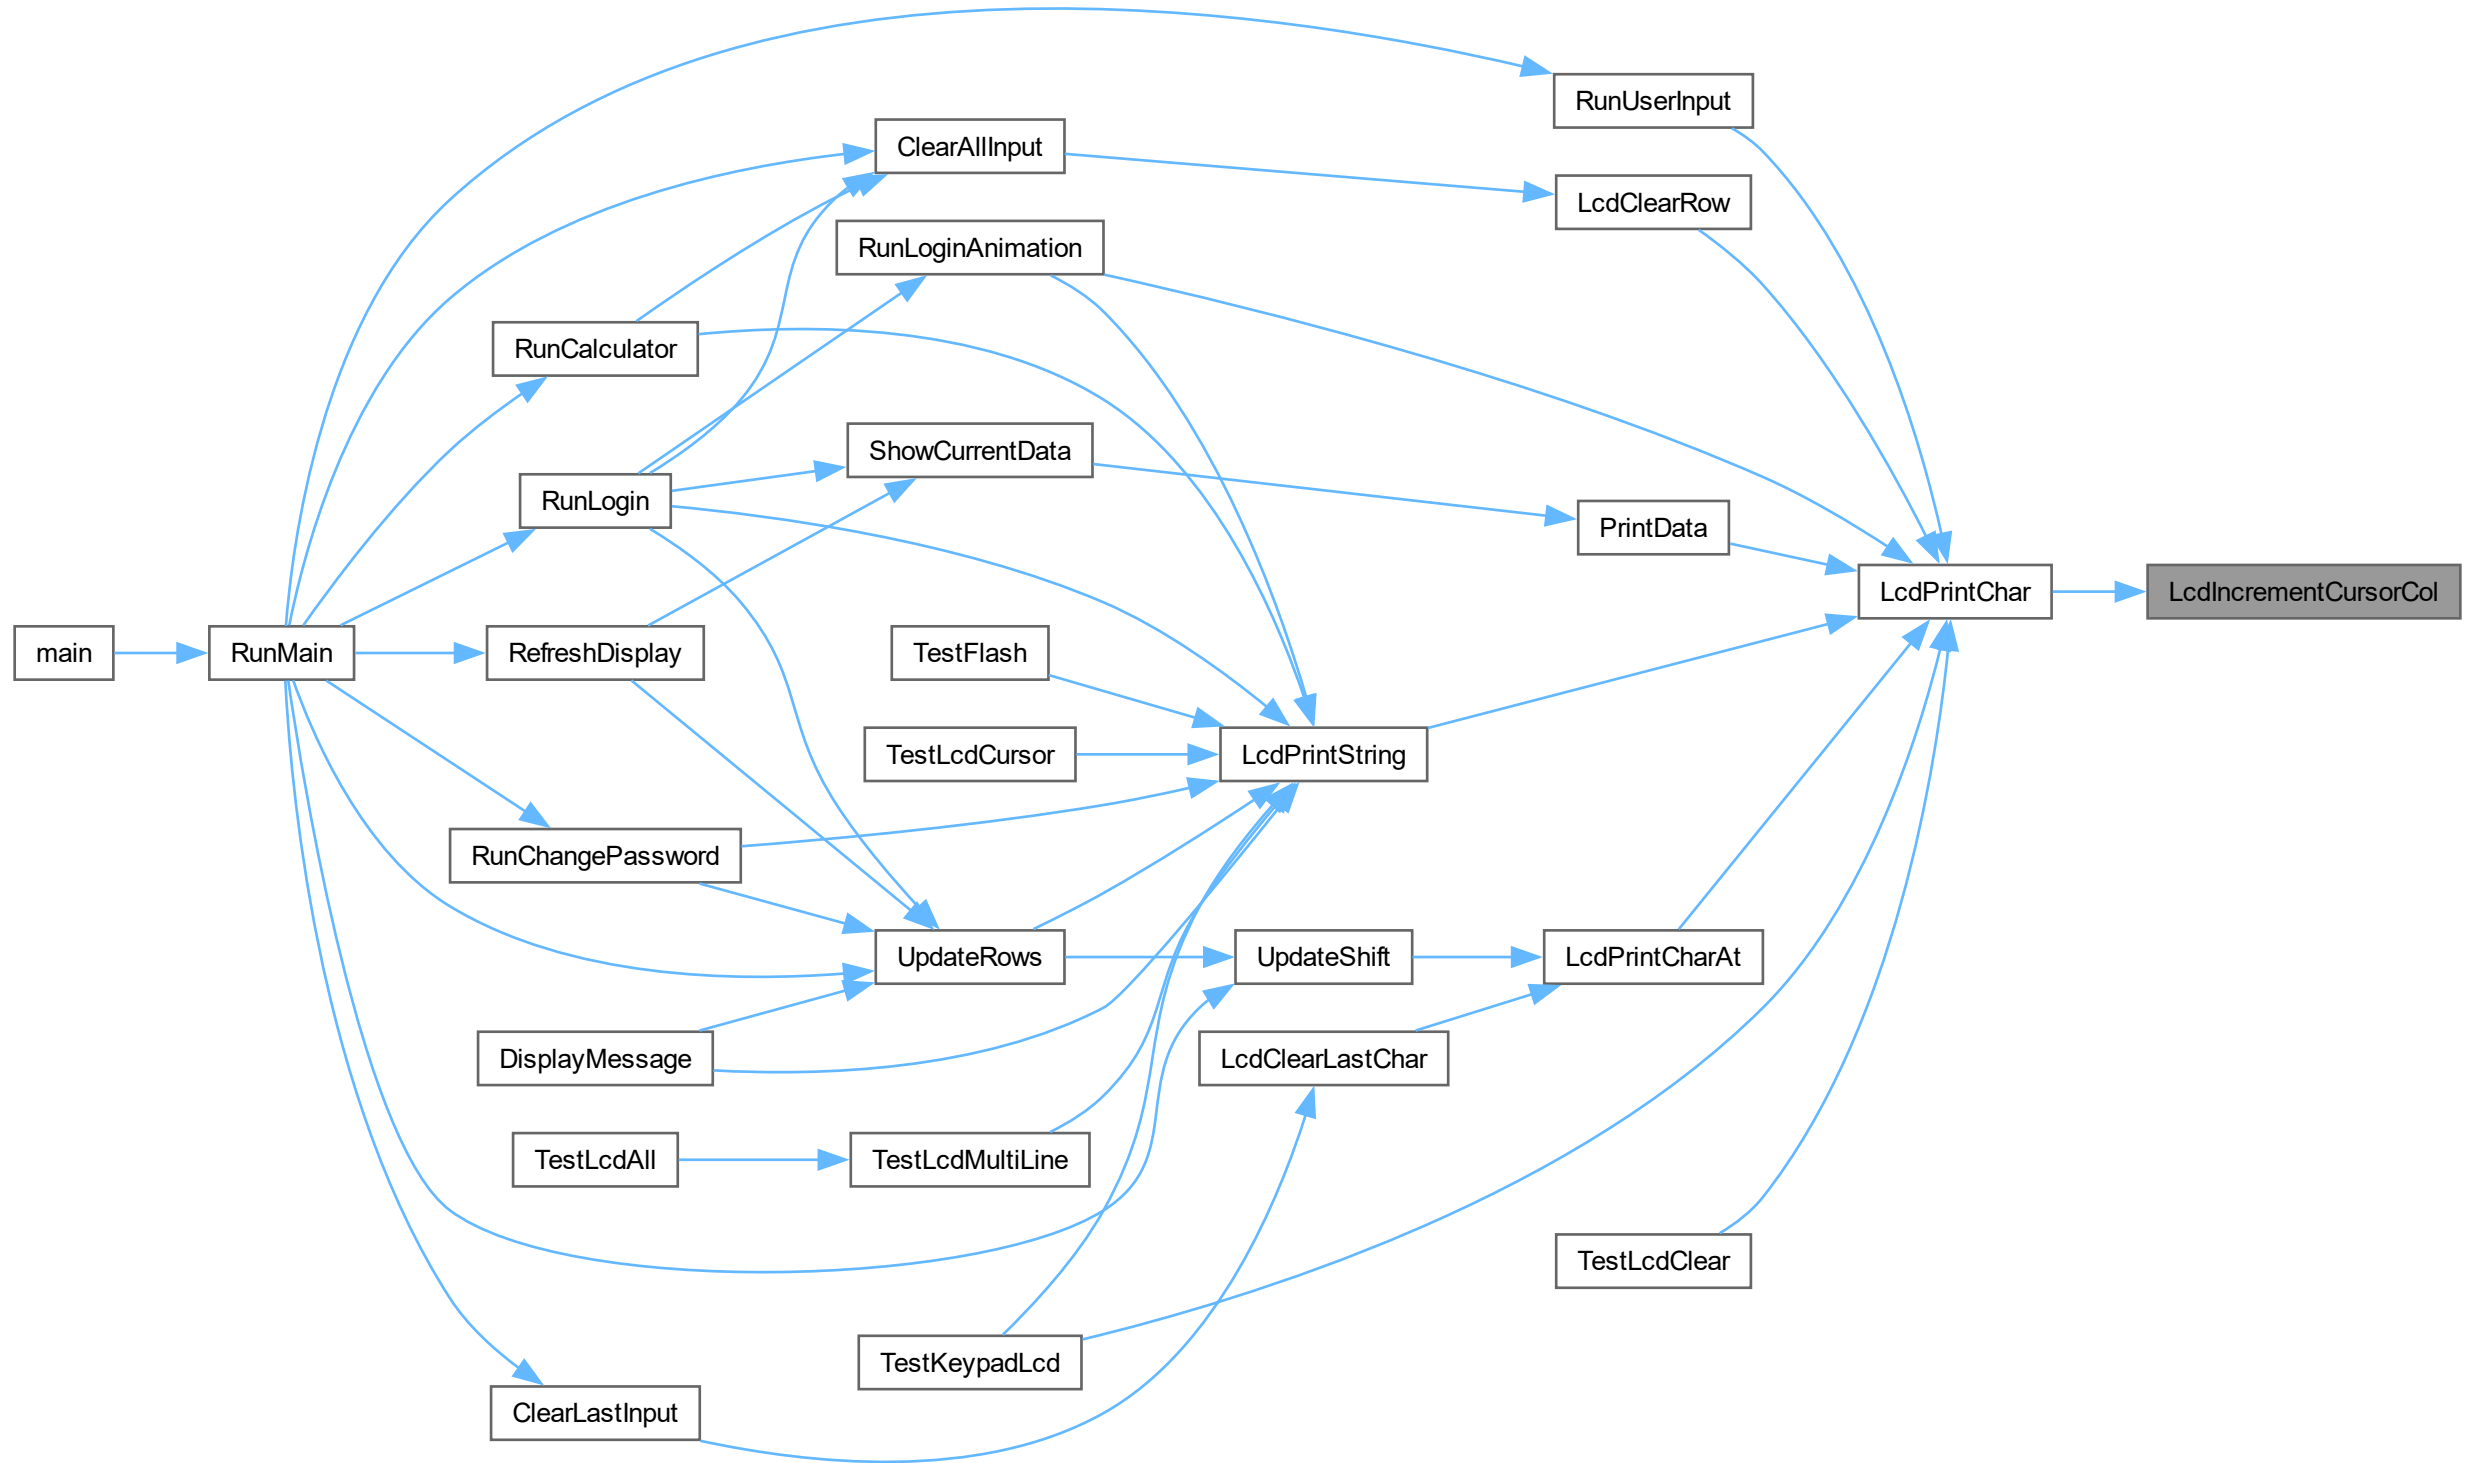 RunUserInput
ClearAllInput
LcdClearRow
RunLoginAnimation
RunCalculator
ShowCurrentData
RunLogin
PrintData
LcdPrintChar
LcdIncrementCursorCol
main
RunMain
RefreshDisplay
TestFlash
TestLcdCursor
LcdPrintString
RunChangePassword
UpdateRows
UpdateShift
LcdPrintCharAt
DisplayMessage
LcdClearLastChar
TestLcdAll
TestLcdMultiLine
TestLcdClear
TestKeypadLcd
ClearLastInput